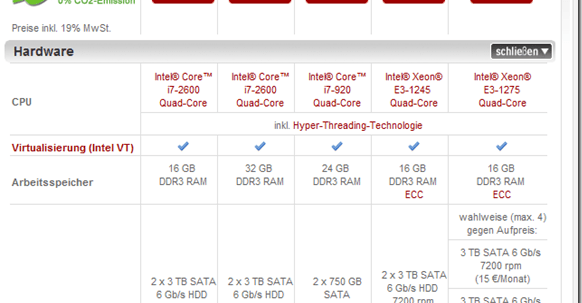 0% CO2-Emission
Preise inkl. 19% MwSt.
Hardware
schließen
CPU
Intel® Core™ i7-2600 Quad-Core
Intel® Core™ i7-2600 Quad-Core
Intel® Core™ i7-920 Quad-Core
Intel® Xeon® E3-1245 Quad-Core
Intel® Xeon® E3-1275 Quad-Core
inkl. Hyper-Threading-Technologie
Virtualisierung (Intel VT)
Arbeitsspeicher
16 GB DDR3 RAM
32 GB DDR3 RAM
24 GB DDR3 RAM
16 GB DDR3 RAM ECC
16 GB DDR3 RAM ECC
2 x 3 TB SATA 6 Gb/s HDD
2 x 3 TB SATA 6 Gb/s HDD
2 x 750 GB SATA
2 x 3 TB SATA 6 Gb/s HDD 7200 rpm
wahlweise (max. 4) gegen Aufpreis:
3 TB SATA 6 Gb/s 7200 rpm (15 €/Monat)
3 TB SATA 6 Gb/s